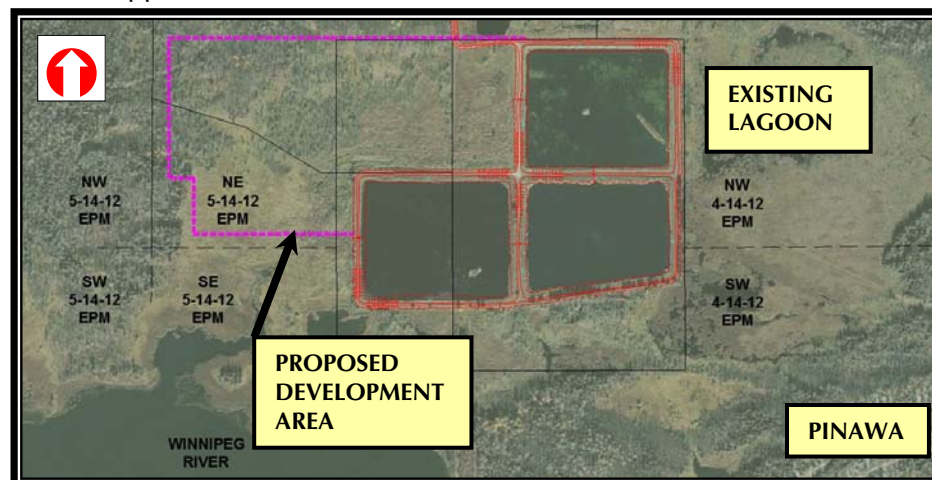 EXISTING
LAGOON
NW
5-14-12
EPM
NE
5-14-12
EPM
NW
4-14-12
EPM
SW
5-14-12
EPM
SE
5-14-12
EPM
SW
4-14-12
EPM
PROPOSED
DEVELOPMENT
AREA
PINAWA
WINNIPEG
RIVER